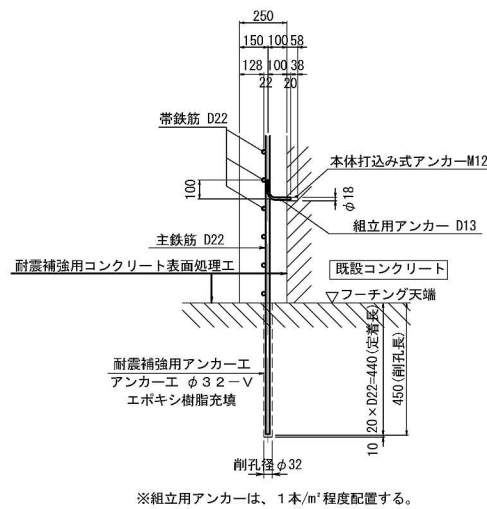 250
150 100 58
128 100 38
22 20
帯鉄筋 D22
本体打込み式アンカーM12
100
φ18
組立用アンカー D13
主鉄筋 D22
耐震補強用コンクリート表面処理工
既設コンクリート
フーチング天端
耐震補強用アンカー工
アンカー工 φ32-V
エポキシ樹脂充填
20×D22=440(定着長)
450(削孔長)
10
削孔径φ32
※組立用アンカーは、1本/m²程度配置する。